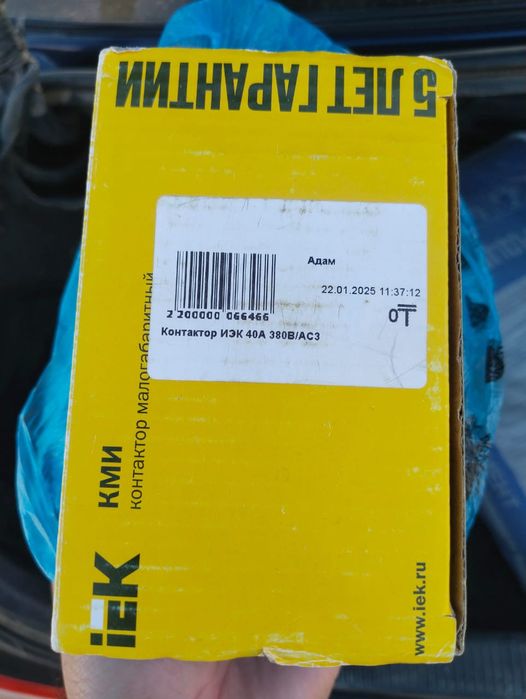 5 ЛЕТ ГАРАНТИИ
Адам
22.01.2025 11:37:12
2 200000 066466
0
Контактор ИЭК 40А 380В/АС3
КМИ
контактор малогабаритный
iEK
www.iek.ru